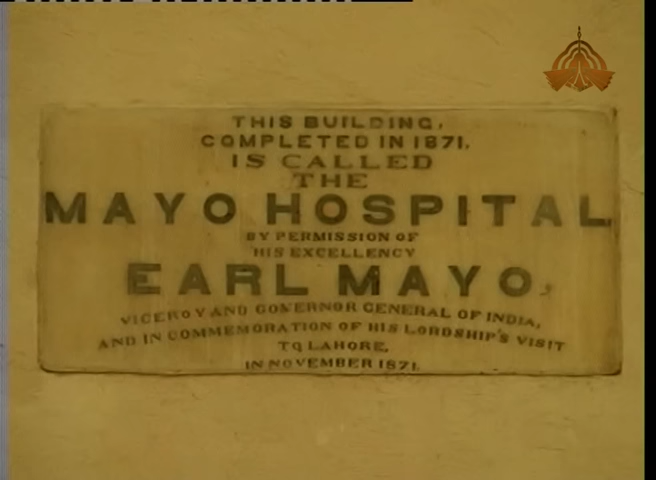 THIS BUILDING,
COMPLETED IN 1871,
IS CALLED
THE
MAYO HOSPITAL
BY PERMISSION OF
HIS EXCELLENCY
EARL MAYO,
VICEROY AND GOVERNOR GENERAL OF INDIA,
AND IN COMMEMORATION OF HIS LORDSHIP'S VISIT
TO LAHORE,
IN NOVEMBER 1871.